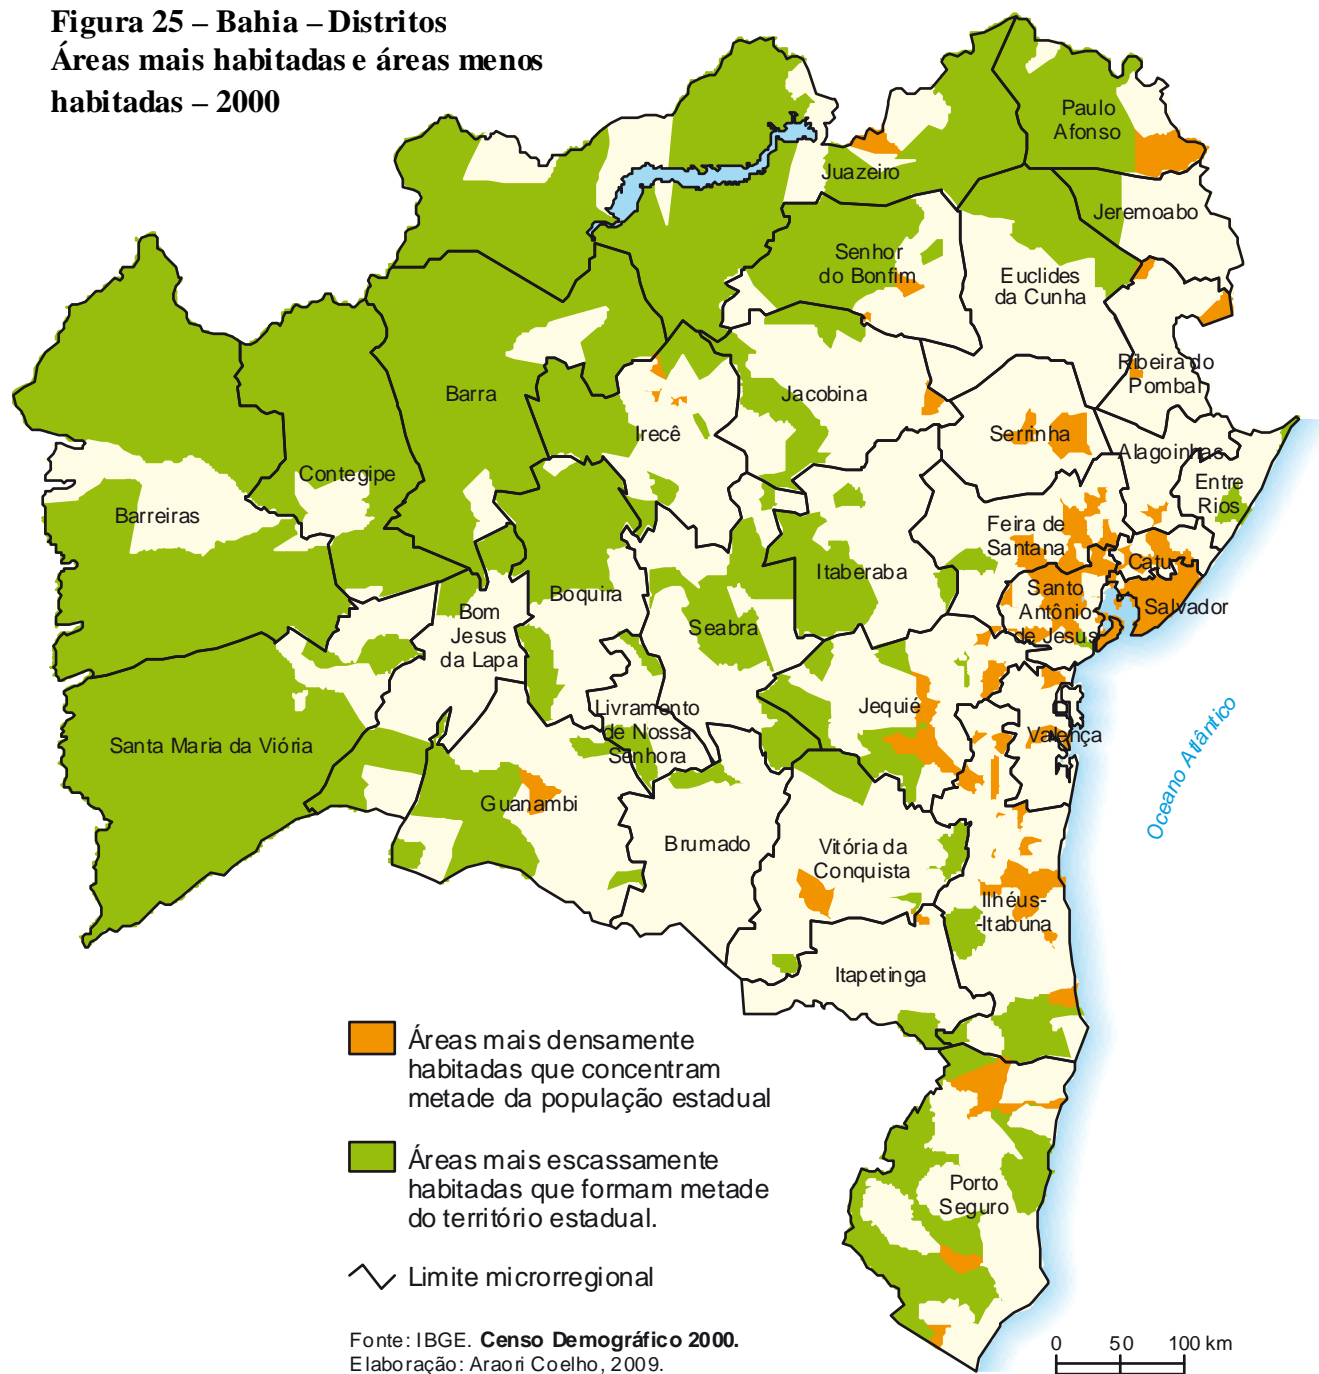 Figura 25 – Bahia – Distritos
Áreas mais habitadas e áreas menos
habitadas – 2000
Paulo
Afonso
Juazeiro
Jeremoabo
Senhor
do Bonfim
Euclides
da Cunha
Ribeira do
Pombal
Barra
Jacobina
Irecê
Serrinha
Alagoinhas
Contegipe
Entre
Rios
Barreiras
Feira de
Santana
Catu
Itaberaba
Boquira
Santo
Antônio
de Jesus
Salvador
Bom
Jesus
da Lapa
Seabra
Livramento
de Nossa
Senhora
Jequié
Valença
Santa Maria da Viória
Oceano Atlântico
Guanambi
Brumado
Vitória da
Conquista
Ilhéus-
-Itabuna
Itapetinga
Porto
Seguro
Áreas mais densamente
habitadas que concentram
metade da população estadual
Áreas mais escassamente
habitadas que formam metade
do território estadual.
Limite microrregional
Fonte: IBGE. Censo Demográfico 2000.
Elaboração: Araori Coelho, 2009.
0 50 100 km